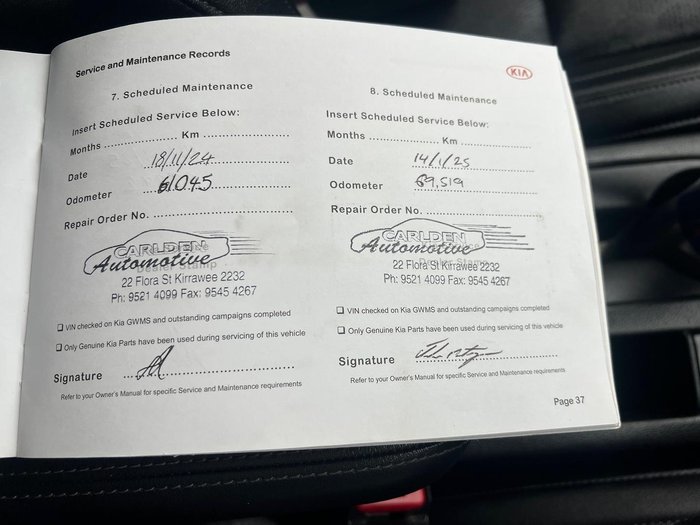 Service and Maintenance Records
KIA
7. Scheduled Maintenance
Insert Scheduled Service Below:
Months .................... Km ....................
Date 18/11/24
Odometer 61045
Repair Order No. ....................
CARLDEN
Automotive
Dealer Stamp
22 Flora St Kirrawee 2232
Ph: 9521 4099 Fax: 9545 4267
❑ VIN checked on Kia GWMS and outstanding campaigns completed
❑ Only Genuine Kia Parts have been used during servicing of this vehicle
Signature ....................
Refer to your Owner's Manual for specific Service and Maintenance requirements
8. Scheduled Maintenance
Insert Scheduled Service Below:
Months .................... Km ....................
Date 14/1/25
Odometer 69,519
Repair Order No. ....................
CARLDEN
Automotive
Stamp
22 Flora St Kirrawee 2232
Ph: 9521 4099 Fax: 9545 4267
❑ VIN checked on Kia GWMS and outstanding campaigns completed
❑ Only Genuine Kia Parts have been used during servicing of this vehicle
Signature ....................
Refer to your Owner's Manual for specific Service and Maintenance requirements
Page 37